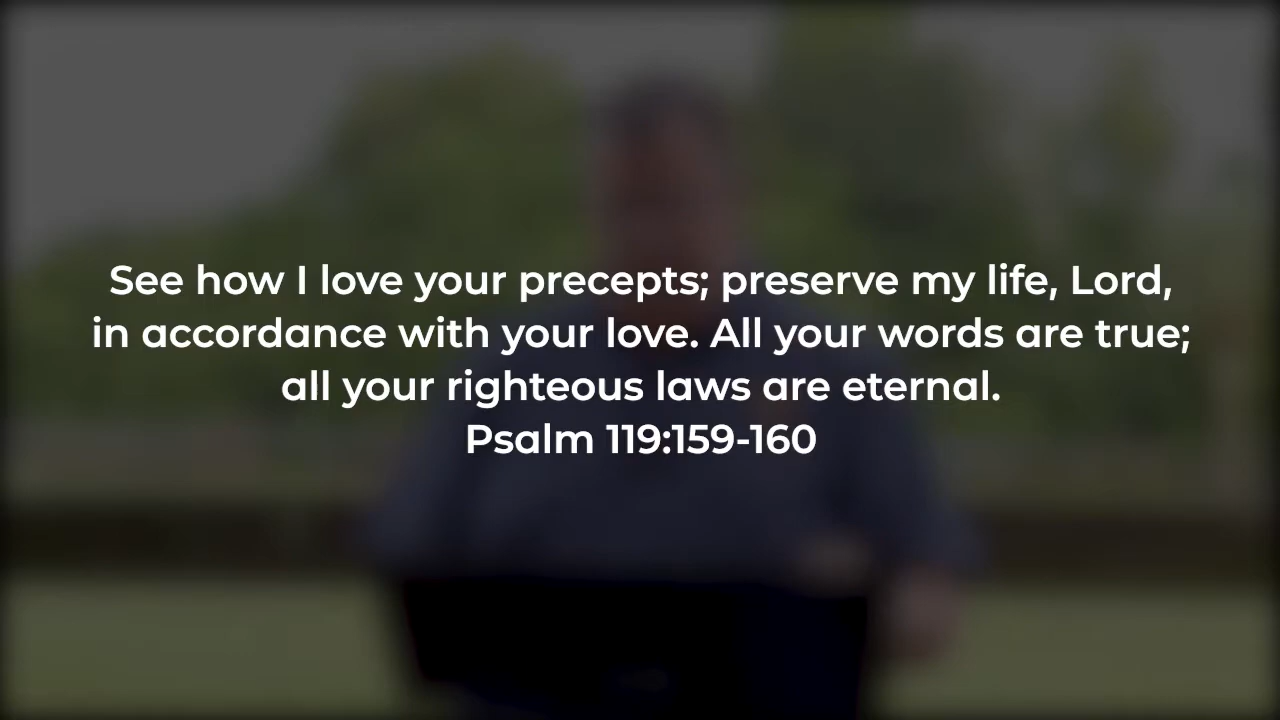 See how I love your precepts; preserve my life, Lord,
in accordance with your love. All your words are true;
all your righteous laws are eternal.
Psalm 119:159-160